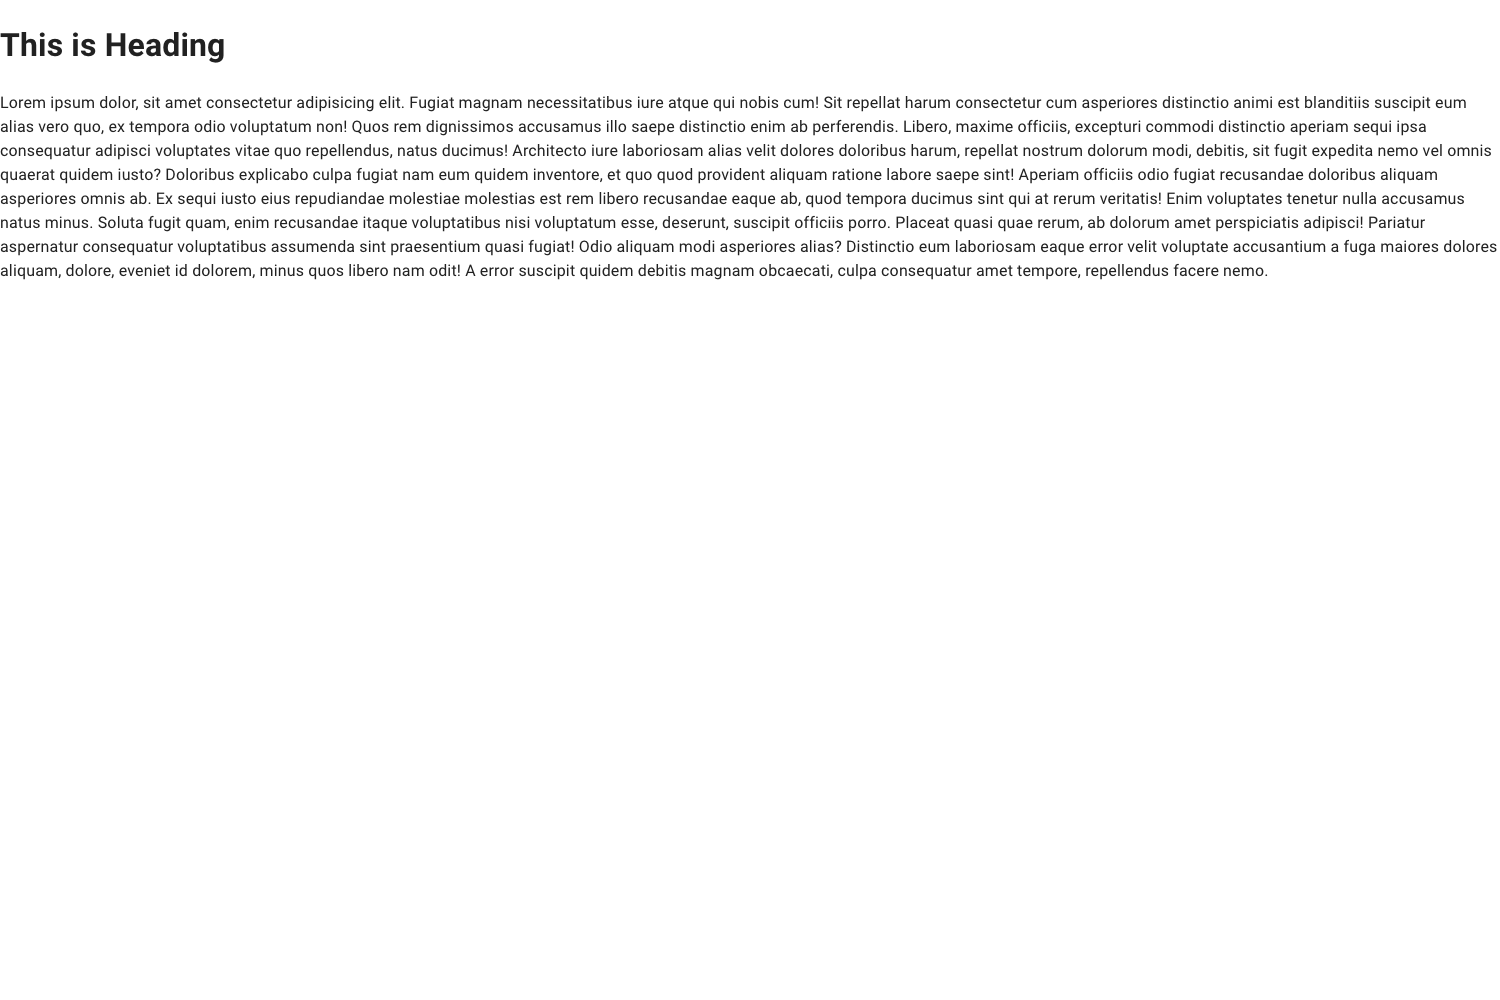 This is Heading
Lorem ipsum dolor, sit amet consectetur adipisicing elit. Fugiat magnam necessitatibus iure atque qui nobis cum! Sit repellat harum consectetur cum asperiores distinctio animi est blanditiis suscipit eum
alias vero quo, ex tempora odio voluptatum non! Quos rem dignissimos accusamus illo saepe distinctio enim ab perferendis. Libero, maxime officiis, excepturi commodi distinctio aperiam sequi ipsa
consequatur adipisci voluptates vitae quo repellendus, natus ducimus! Architecto iure laboriosam alias velit dolores doloribus harum, repellat nostrum dolorum modi, debitis, sit fugit expedita nemo vel omnis
quaerat quidem iusto? Doloribus explicabo culpa fugiat nam eum quidem inventore, et quo quod provident aliquam ratione labore saepe sint! Aperiam officiis odio fugiat recusandae doloribus aliquam
asperiores omnis ab. Ex sequi iusto eius repudiandae molestiae molestias est rem libero recusandae eaque ab, quod tempora ducimus sint qui at rerum veritatis! Enim voluptates tenetur nulla accusamus
natus minus. Soluta fugit quam, enim recusandae itaque voluptatibus nisi voluptatum esse, deserunt, suscipit officiis porro. Placeat quasi quae rerum, ab dolorum amet perspiciatis adipisci! Pariatur
aspernatur consequatur voluptatibus assumenda sint praesentium quasi fugiat! Odio aliquam modi asperiores alias? Distinctio eum laboriosam eaque error velit voluptate accusantium a fuga maiores dolores
aliquam, dolore, eveniet id dolorem, minus quos libero nam odit! A error suscipit quidem debitis magnam obcaecati, culpa consequatur amet tempore, repellendus facere nemo.